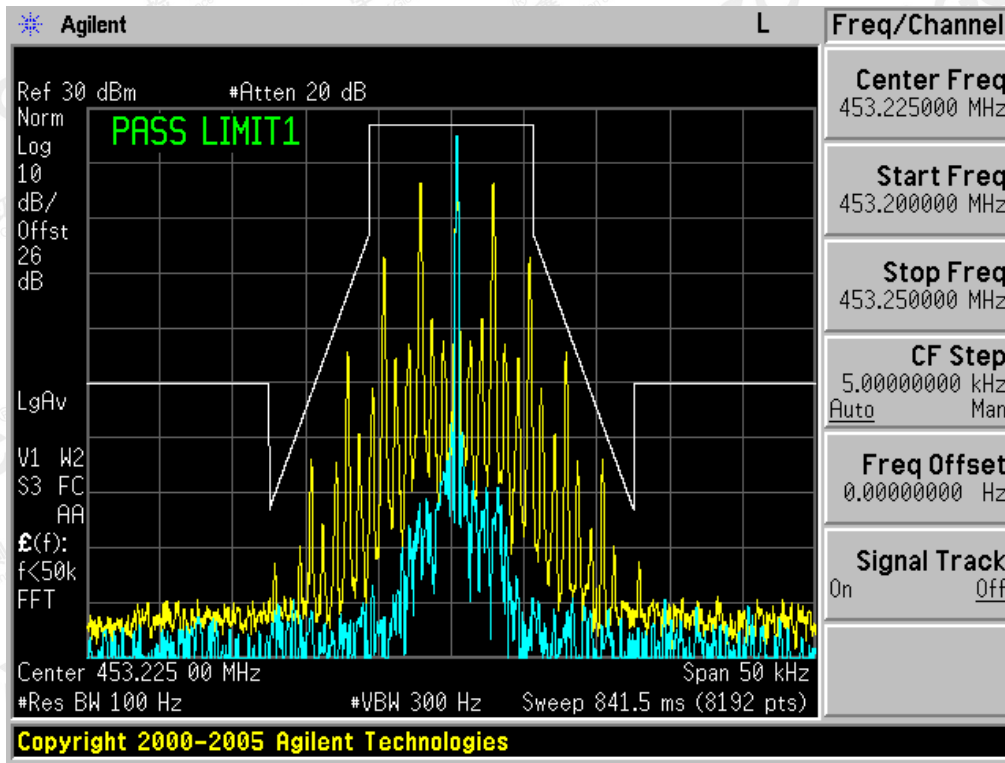 Agilent L Freq/Channel
Ref 30 dBm #Atten 20 dB
Norm
Log
10
dB/
Offst
26
dB
PASS LIMIT1
LgAv
V1 W2
S3 FC
AA
£(f):
f<50k
FFT
Center 453.225 00 MHz Span 50 kHz
#Res BW 100 Hz #VBW 300 Hz Sweep 841.5 ms (8192 pts)
Copyright 2000-2005 Agilent Technologies
Center Freq
453.225000 MHz
Start Freq
453.200000 MHz
Stop Freq
453.250000 MHz
CF Step
5.00000000 kHz
Auto Man
Freq Offset
0.00000000 Hz
Signal Track
On Off